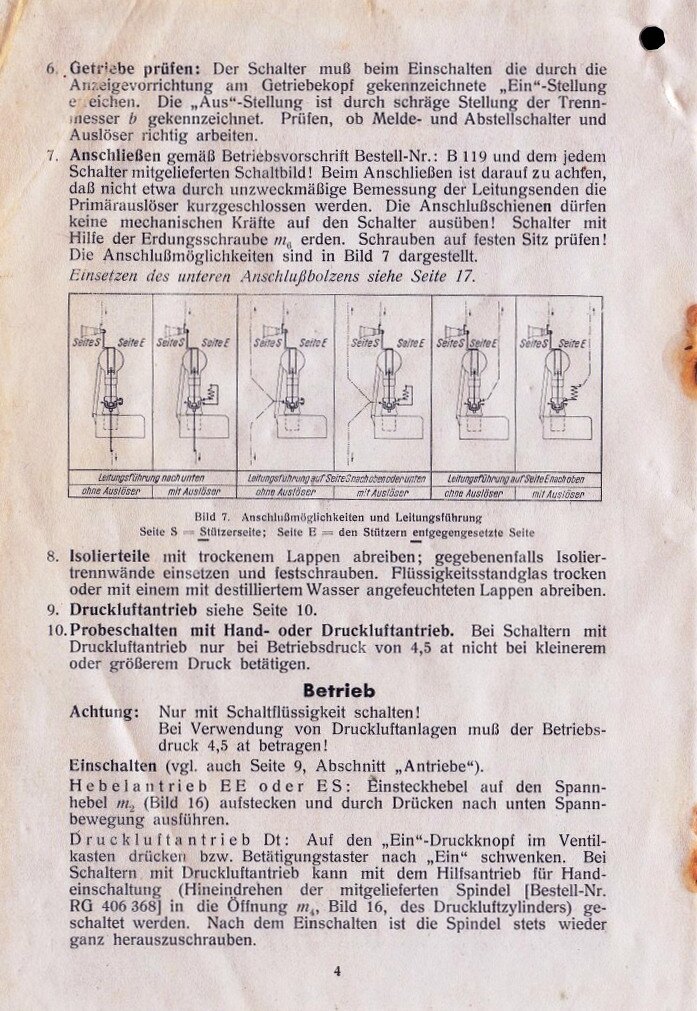 6. Getriebe prüfen: Der Schalter muß beim Einschalten die durch die
Anzeigevorrichtung am Getriebekopf gekennzeichnete „Ein“-Stellung
e eichen. Die „Aus“-Stellung ist durch schräge Stellung der Trenn-
messer b gekennzeichnet. Prüfen, ob Melde- und Abstellschalter und
Auslöser richtig arbeiten.
7. Anschließen gemäß Betriebsvorschrift Bestell-Nr.: B 119 und dem jedem
Schalter mitgelieferten Schaltbild! Beim Anschließen ist darauf zu achten,
daß nicht etwa durch unzweckmäßige Bemessung der Leitungsenden die
Primärauslöser kurzgeschlossen werden. Die Anschlußschienen dürfen
keine mechanischen Kräfte auf den Schalter ausüben! Schalter mit
Hilfe der Erdungsschraube m6 erden. Schrauben auf festen Sitz prüfen!
Die Anschlußmöglichkeiten sind in Bild 7 dargestellt.
Einsetzen des unteren Anschlußbolzens siehe Seite 17.
Seite S Seite E Seite S Seite E Seite S Seite E Seite S Seite E Seite S Seite E Seite S Seite E
Leitungsführung nach unten Leitungsführung auf Seite S nach oben oder unten Leitungsführung auf Seite E nach oben
ohne Auslöser mit Auslöser ohne Auslöser mit Auslöser ohne Auslöser mit Auslöser
Bild 7. Anschlußmöglichkeiten und Leitungsführung
Seite S = Stützerseite; Seite E = den Stützern entgegengesetzte Seite
8. Isolierteile mit trockenem Lappen abreiben; gegebenenfalls Isolier-
trennwände einsetzen und festschrauben. Flüssigkeitsstandglas trocken
oder mit einem mit destilliertem Wasser angefeuchteten Lappen abreiben.
9. Druckluftantrieb siehe Seite 10.
10. Probeschalten mit Hand- oder Druckluftantrieb. Bei Schaltern mit
Druckluftantrieb nur bei Betriebsdruck von 4,5 at nicht bei kleinerem
oder größerem Druck betätigen.
Betrieb
Achtung: Nur mit Schaltflüssigkeit schalten!
Bei Verwendung von Druckluftanlagen muß der Betriebs-
druck 4,5 at betragen!
Einschalten (vgl. auch Seite 9, Abschnitt „Antriebe“).
Hebelantrieb EE oder ES: Einsteckhebel auf den Spann-
hebel m2 (Bild 16) aufstecken und durch Drücken nach unten Spann-
bewegung ausführen.
Druckluftantrieb Dt: Auf den „Ein“-Druckknopf im Ventil-
kasten drücken bzw. Betätigungstaster nach „Ein“ schwenken. Bei
Schaltern mit Druckluftantrieb kann mit dem Hilfsantrieb für Hand-
einschaltung (Hineindrehen der mitgelieferten Spindel [Bestell-Nr.
RG 406 368] in die Öffnung m4, Bild 16, des Druckluftzylinders) ge-
schaltet werden. Nach dem Einschalten ist die Spindel stets wieder
ganz herauszuschrauben.
4